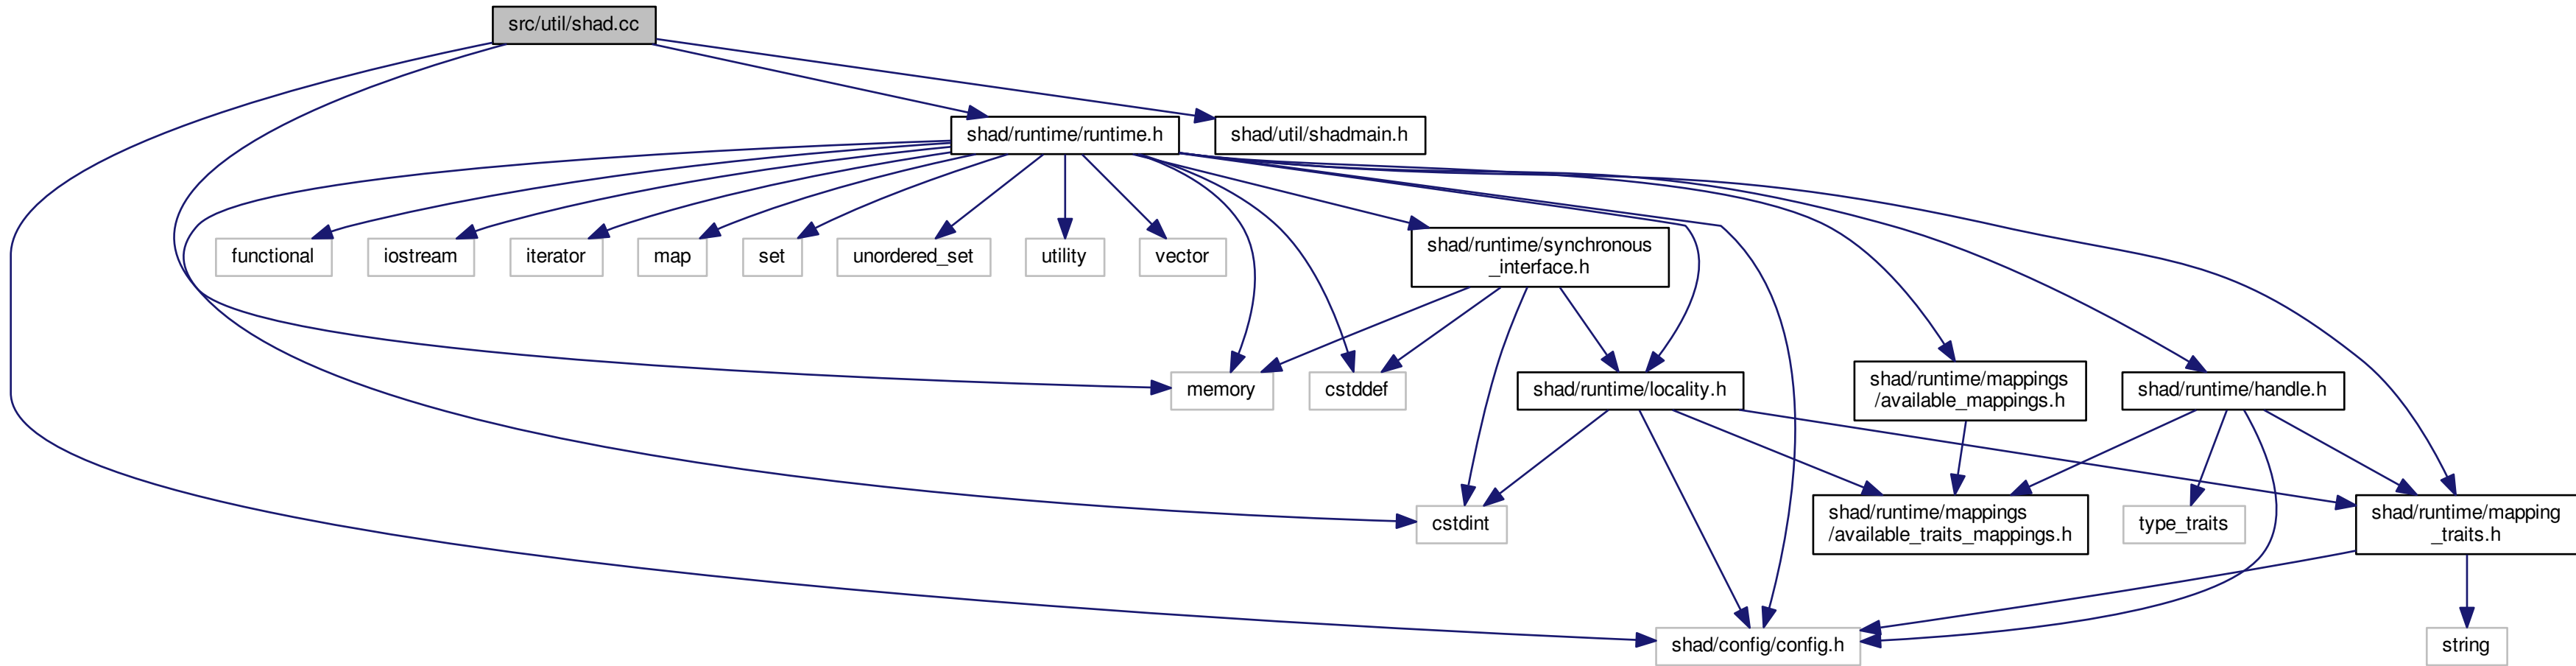 src/util/shad.cc
shad/runtime/runtime.h
shad/util/shadmain.h
functional
iostream
iterator
map
set
unordered_set
utility
vector
shad/runtime/synchronous
_interface.h
memory
cstddef
shad/runtime/locality.h
shad/runtime/mappings
/available_mappings.h
shad/runtime/handle.h
cstdint
shad/runtime/mappings
/available_traits_mappings.h
type_traits
shad/runtime/mapping
_traits.h
shad/config/config.h
string